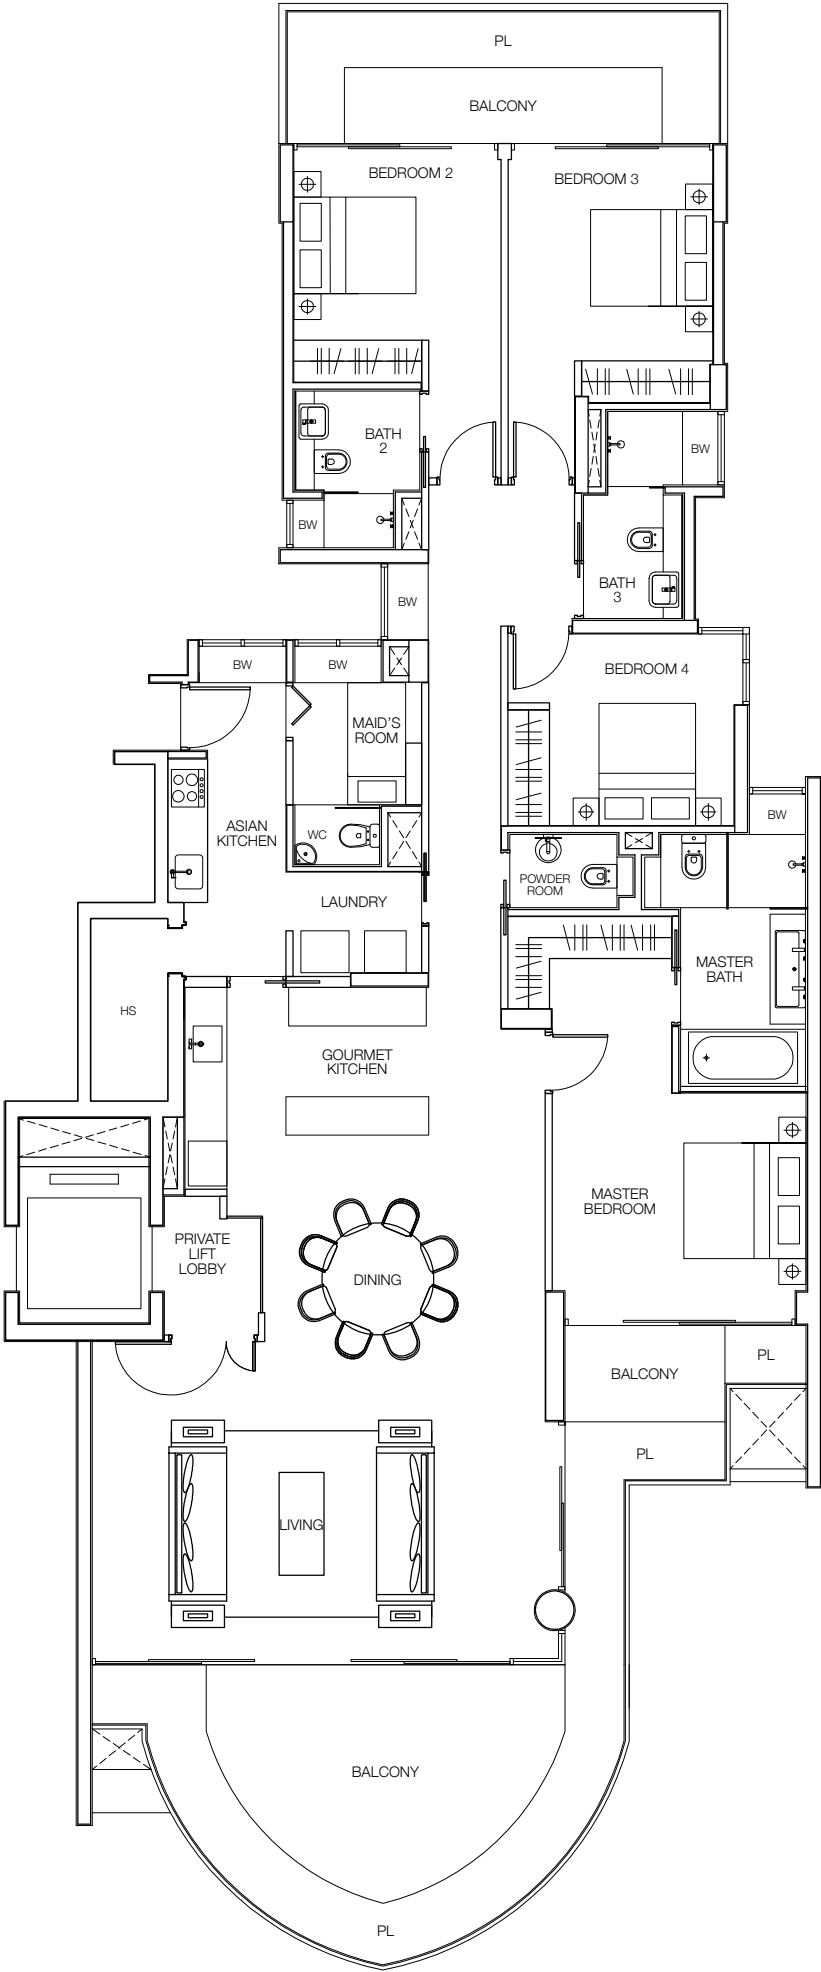 PL
BALCONY
BEDROOM 2
BEDROOM 3
BATH
2
BW
BW
BATH
3
BW
BW
BW
BEDROOM 4
MAID'S
ROOM
BW
ASIAN
KITCHEN
WC
POWDER
ROOM
LAUNDRY
MASTER
BATH
HS
GOURMET
KITCHEN
MASTER
BEDROOM
PRIVATE
LIFT
LOBBY
DINING
BALCONY
PL
PL
LIVING
BALCONY
PL